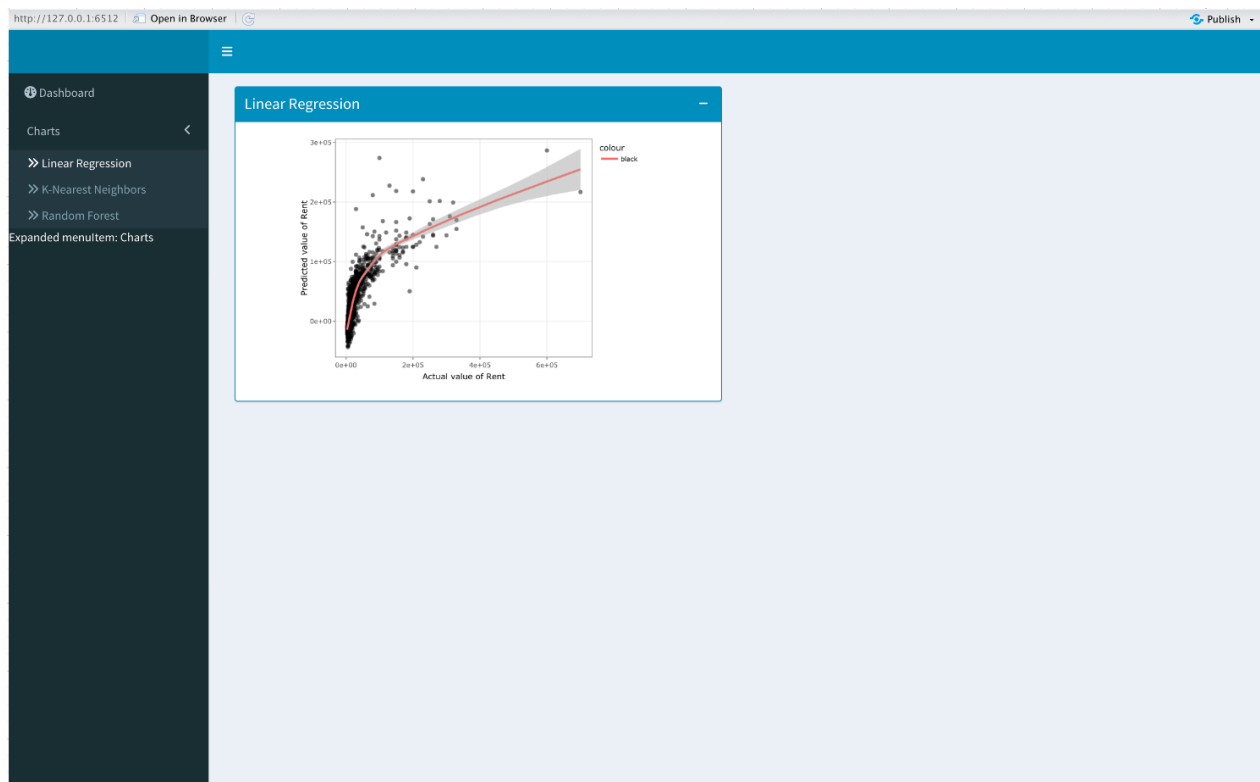 http://127.0.0.1:6512 Open in Browser Publish
Dashboard
Charts
Linear Regression
K-Nearest Neighbors
Random Forest
Expanded menuItem: Charts
Linear Regression
3e+05
2e+05
1e+05
0e+00
Predicted value of Rent
0e+00 2e+05 4e+05 6e+05
Actual value of Rent
colour
black